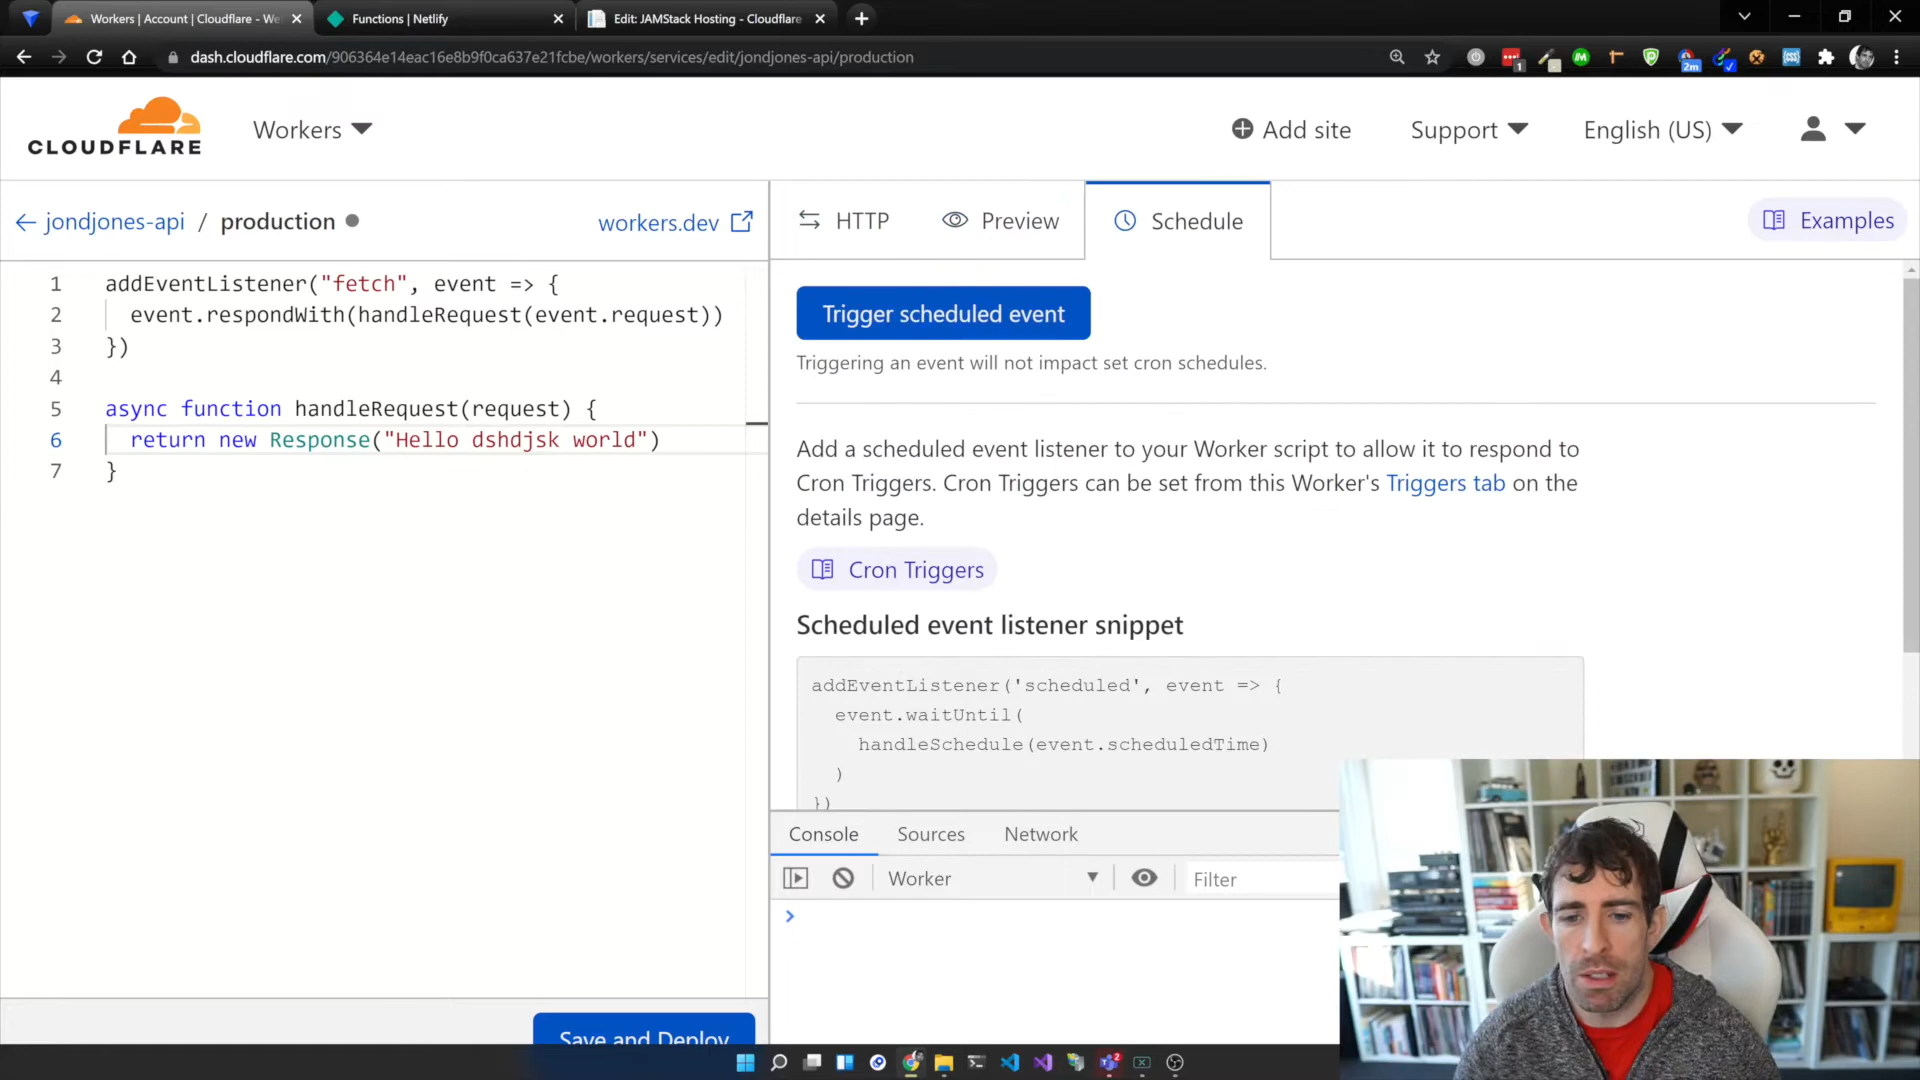 Workers | Account | Cloudflare - We
Functions | Netlify
Edit: JAMStack Hosting - Cloudflare
dash.cloudflare.com/906364e14eac16e8b9f0ca637e21fcbe/workers/services/edit/jondjones-api/production
1
2m
CLOUDFLARE
Workers
Add site
Support
English (US)
jondjones-api / production
workers.dev
HTTP
Preview
Schedule
Examples
1 addEventListener("fetch", event => {
2 event.respondWith(handleRequest(event.request))
3 })
4
5 async function handleRequest(request) {
6 return new Response("Hello dshdjsk world")
7 }
Trigger scheduled event
Triggering an event will not impact set cron schedules.
Add a scheduled event listener to your Worker script to allow it to respond to
Cron Triggers. Cron Triggers can be set from this Worker's Triggers tab on the
details page.
Cron Triggers
Scheduled event listener snippet
addEventListener('scheduled', event => {
event.waitUntil(
handleSchedule(event.scheduledTime)
)
})
Console
Sources
Network
Worker
Filter
Save and Deploy
2